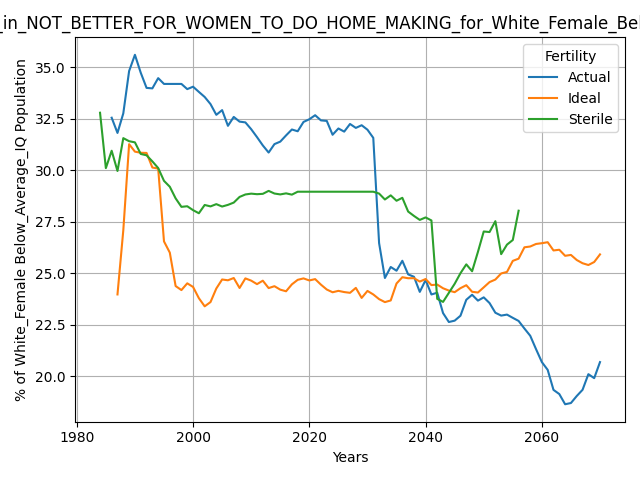 _in_NOT_BETTER_FOR_WOMEN_TO_DO_HOME_MAKING_for_White_Female_Be
% of White_Female Below_Average_IQ Population
Fertility
Actual
Ideal
Sterile
35.0
32.5
30.0
27.5
25.0
22.5
20.0
1980
2000
2020
2040
2060
Years